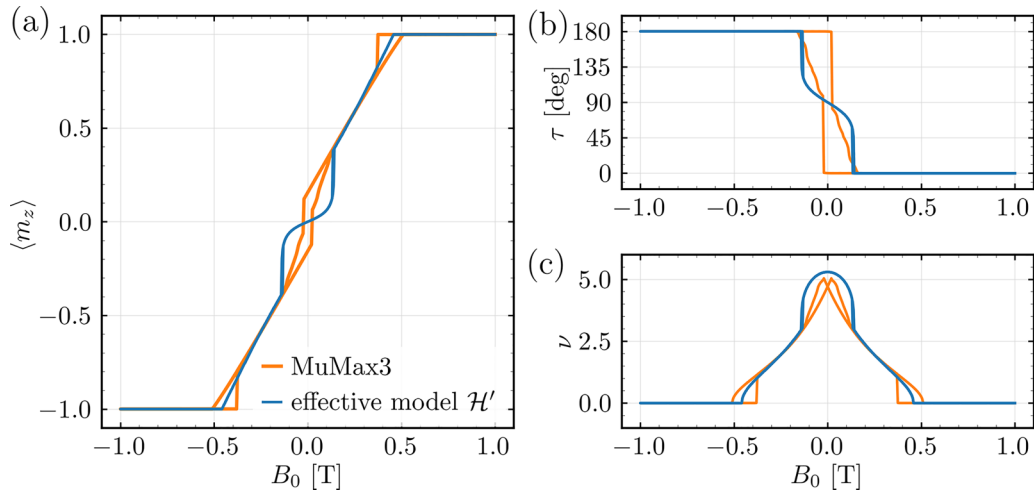 (a)
1.0
0.5
0.0
−0.5
−1.0
⟨m_z⟩
MuMax3
effective model ℋ′
−1.0 −0.5 0.0 0.5 1.0
B_0 [T]
(b)
180
135
90
45
0
τ [deg]
−1.0 −0.5 0.0 0.5 1.0
(c)
5.0
2.5
0.0
ν
−1.0 −0.5 0.0 0.5 1.0
B_0 [T]